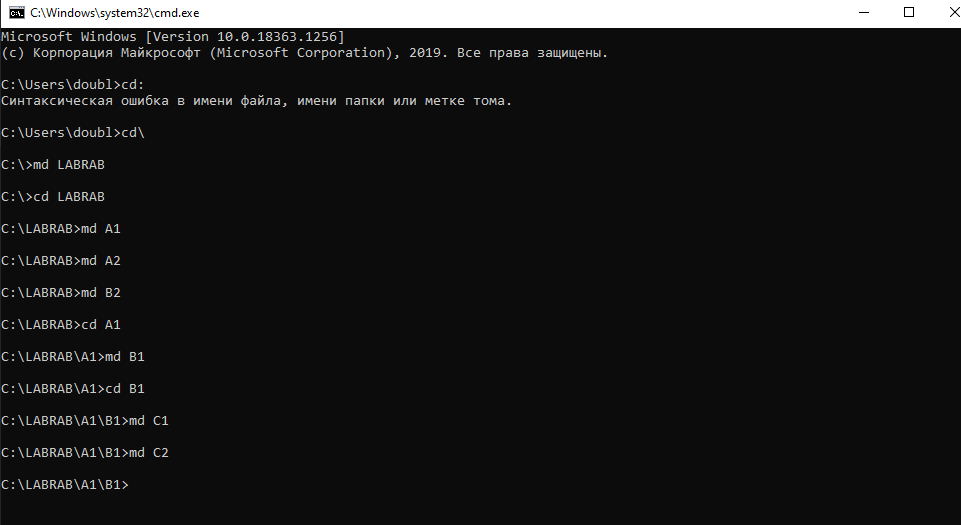 C:\Windows\system32\cmd.exe
Microsoft Windows [Version 10.0.18363.1256]
(c) Корпорация Майкрософт (Microsoft Corporation), 2019. Все права защищены.
C:\Users\doubl>cd:
Синтаксическая ошибка в имени файла, имени папки или метке тома.
C:\Users\doubl>cd\
C:\>md LABRAB
C:\>cd LABRAB
C:\LABRAB>md A1
C:\LABRAB>md A2
C:\LABRAB>md B2
C:\LABRAB>cd A1
C:\LABRAB\A1>md B1
C:\LABRAB\A1>cd B1
C:\LABRAB\A1\B1>md C1
C:\LABRAB\A1\B1>md C2
C:\LABRAB\A1\B1>